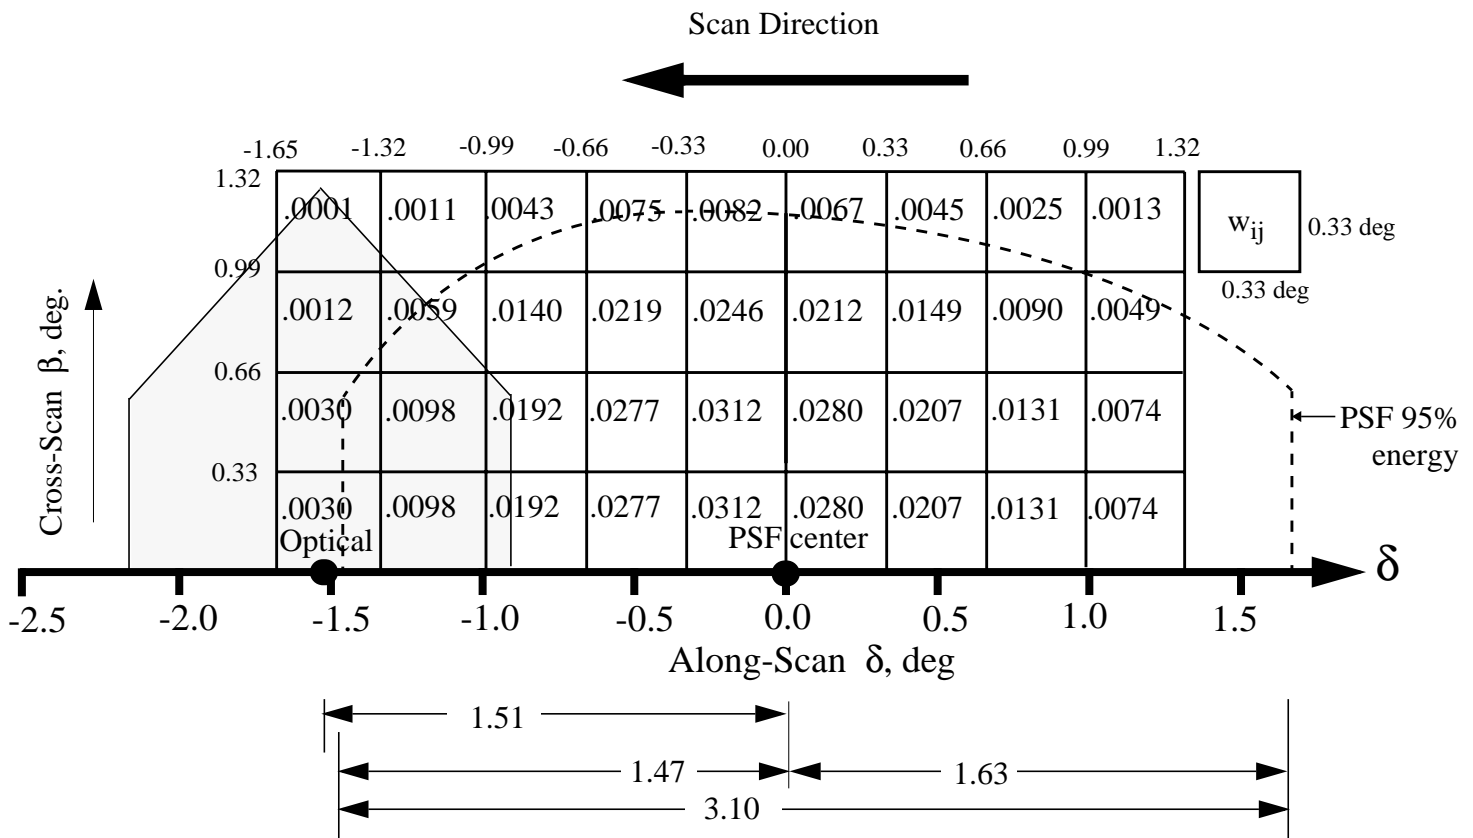 Scan Direction
-1.65 -1.32 -0.99 -0.66 -0.33 0.00 0.33 0.66 0.99 1.32
1.32
.0001 .0011 .0043 .0075 .0082 .0067 .0045 .0025 .0013
wij
0.33 deg
0.99
0.33 deg
.0012 .0059 .0140 .0219 .0246 .0212 .0149 .0090 .0049
0.66
.0030 .0098 .0192 .0277 .0312 .0280 .0207 .0131 .0074
PSF 95%
energy
0.33
.0030 .0098 .0192 .0277 .0312 .0280 .0207 .0131 .0074
Cross-Scan β, deg.
Optical
PSF center
δ
-2.5 -2.0 -1.5 -1.0 -0.5 0.0 0.5 1.0 1.5
Along-Scan δ, deg
1.51
1.47 1.63
3.10